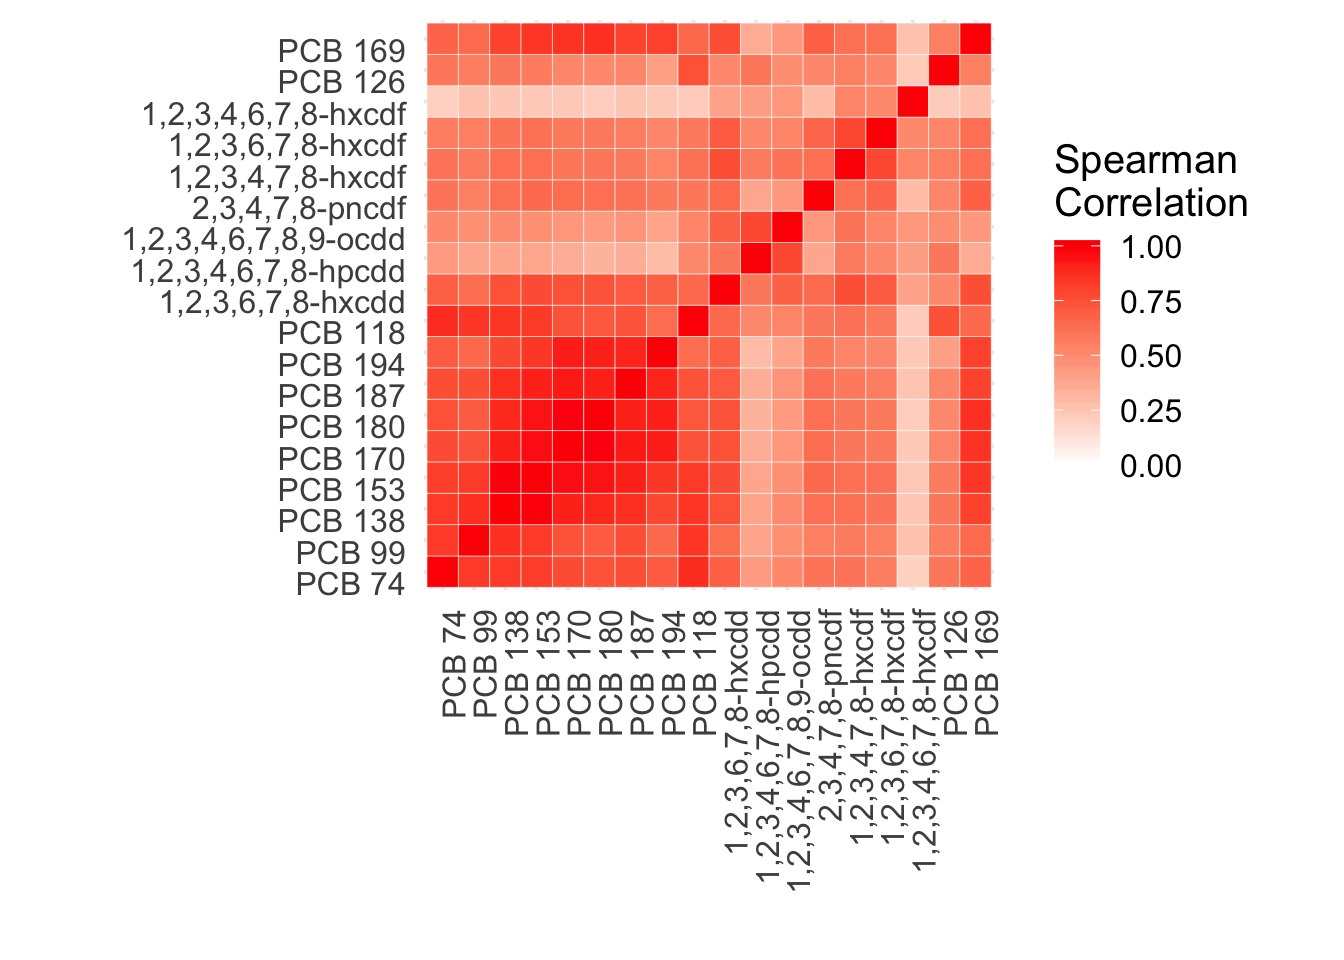 PCB 169
PCB 126
1,2,3,4,6,7,8-hxcdf
1,2,3,6,7,8-hxcdf
1,2,3,4,7,8-hxcdf
2,3,4,7,8-pncdf
1,2,3,4,6,7,8,9-ocdd
1,2,3,4,6,7,8-hpcdd
1,2,3,6,7,8-hxcdd
PCB 118
PCB 194
PCB 187
PCB 180
PCB 170
PCB 153
PCB 138
PCB 99
PCB 74
PCB 74
PCB 99
PCB 138
PCB 153
PCB 170
PCB 180
PCB 187
PCB 194
PCB 118
1,2,3,6,7,8-hxcdd
1,2,3,4,6,7,8-hpcdd
1,2,3,4,6,7,8,9-ocdd
2,3,4,7,8-pncdf
1,2,3,4,7,8-hxcdf
1,2,3,6,7,8-hxcdf
1,2,3,4,6,7,8-hxcdf
PCB 126
PCB 169
Spearman
Correlation
1.00
0.75
0.50
0.25
0.00